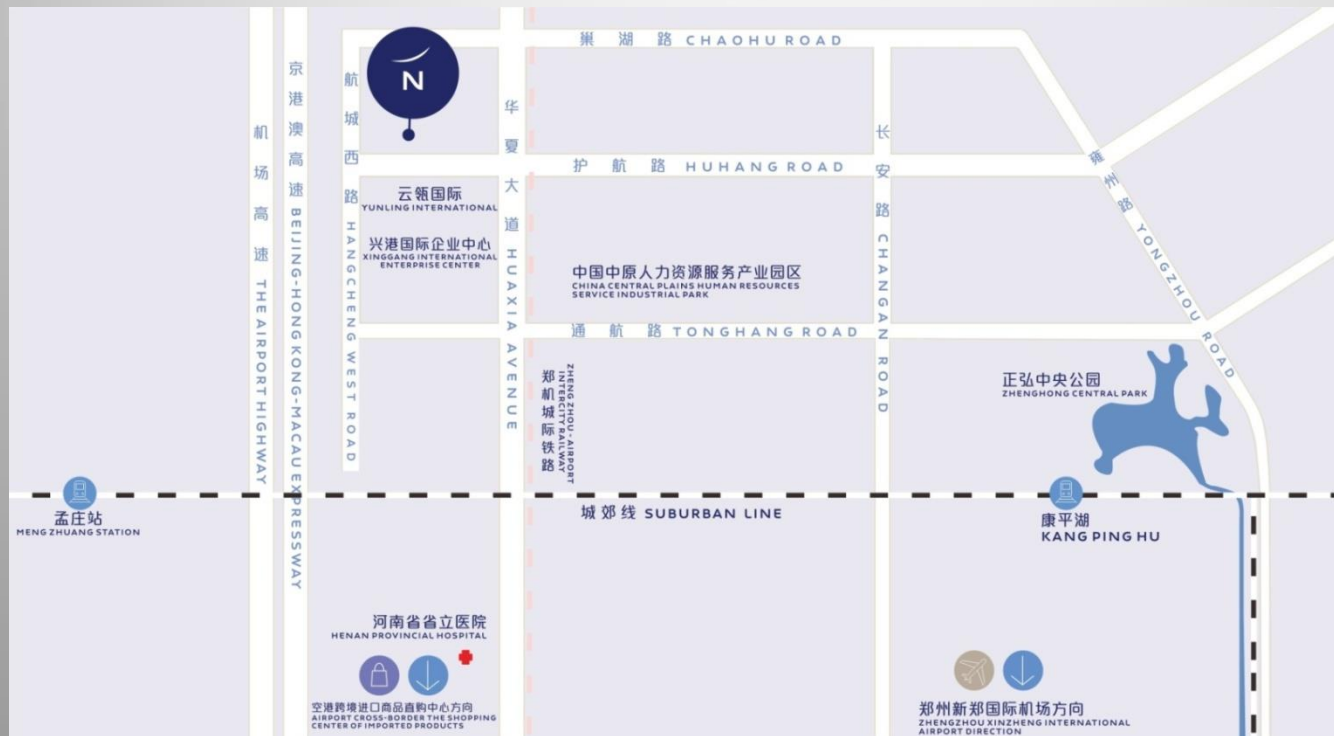 巢湖路 CHAOHU ROAD
N
京港澳高速 BEIJING-HONG KONG-MACAU EXPRESSWAY
航城西路 HANGCHENG WEST ROAD
机场高速 THE AIRPORT HIGHWAY
华夏大道 HUAXIA AVENUE
长安路 CHANGAN ROAD
护航路 HUHANG ROAD
雍州路 YONGZHOU ROAD
云瓴国际
YUNLING INTERNATIONAL
兴港国际企业中心
XINGGANG INTERNATIONAL
ENTERPRISE CENTER
中国中原人力资源服务产业园区
CHINA CENTRAL PLAINS HUMAN RESOURCES
SERVICE INDUSTRIAL PARK
通航路 TONGHANG ROAD
郑机城际铁路
ZHENGZHOU-AIRPORT
INTERCITY RAILWAY
正弘中央公园
ZHENGHONG CENTRAL PARK
孟庄站
MENG ZHUANG STATION
城郊线 SUBURBAN LINE
康平湖
KANG PING HU
河南省省立医院
HENAN PROVINCIAL HOSPITAL
空港跨境进口商品直购中心方向
AIRPORT CROSS-BORDER THE SHOPPING
CENTER OF IMPORTED PRODUCTS
郑州新郑国际机场方向
ZHENGZHOU XINZHENG INTERNATIONAL
AIRPORT DIRECTION